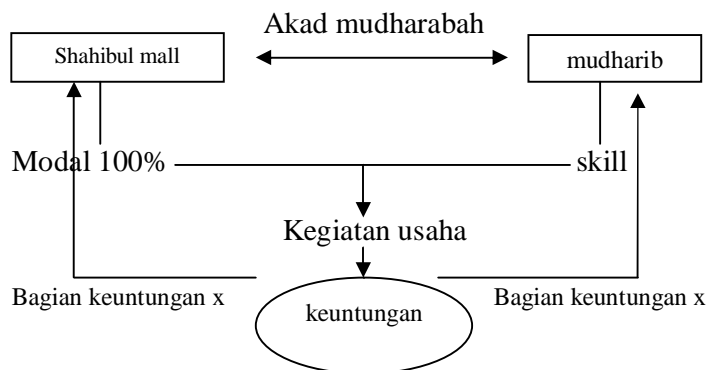 Akad mudharabah
Shahibul mall
mudharib
Modal 100%
skill
Kegiatan usaha
Bagian keuntungan x
keuntungan
Bagian keuntungan x